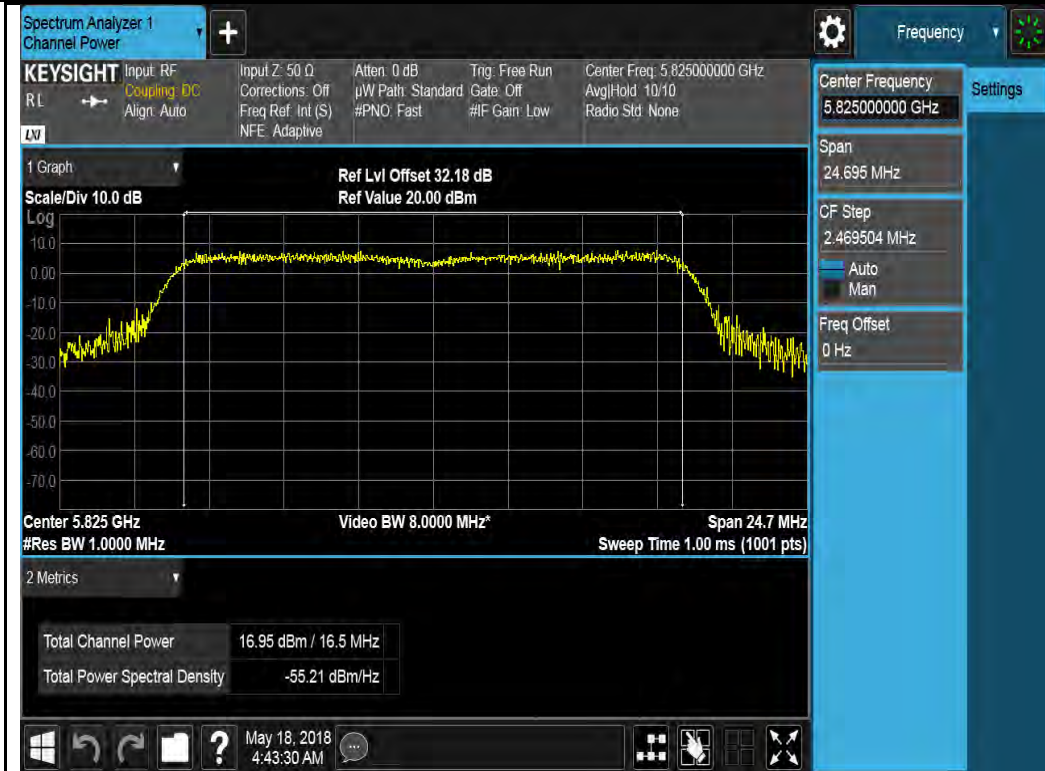 Spectrum Analyzer 1
Channel Power
+
Frequency
KEYSIGHT
RL
LXI
Input: RF
Coupling: DC
Align: Auto
Input Z: 50 Ω
Corrections: Off
Freq Ref: Int (S)
NFE: Adaptive
Atten: 0 dB
µW Path: Standard
#PNO: Fast
Trig: Free Run
Gate: Off
#IF Gain: Low
Center Freq: 5.825000000 GHz
Avg|Hold: 10/10
Radio Std: None
1 Graph
Scale/Div 10.0 dB
Ref Lvl Offset 32.18 dB
Ref Value 20.00 dBm
Log
10.0
0.00
-10.0
-20.0
-30.0
-40.0
-50.0
-60.0
-70.0
Center 5.825 GHz
#Res BW 1.0000 MHz
Video BW 8.0000 MHz*
Span 24.7 MHz
Sweep Time 1.00 ms (1001 pts)
2 Metrics
Total Channel Power 16.95 dBm / 16.5 MHz
Total Power Spectral Density -55.21 dBm/Hz
?
May 18, 2018
4:43:30 AM
Center Frequency
5.825000000 GHz
Span
24.695 MHz
CF Step
2.469504 MHz
Auto
Man
Freq Offset
0 Hz
Settings